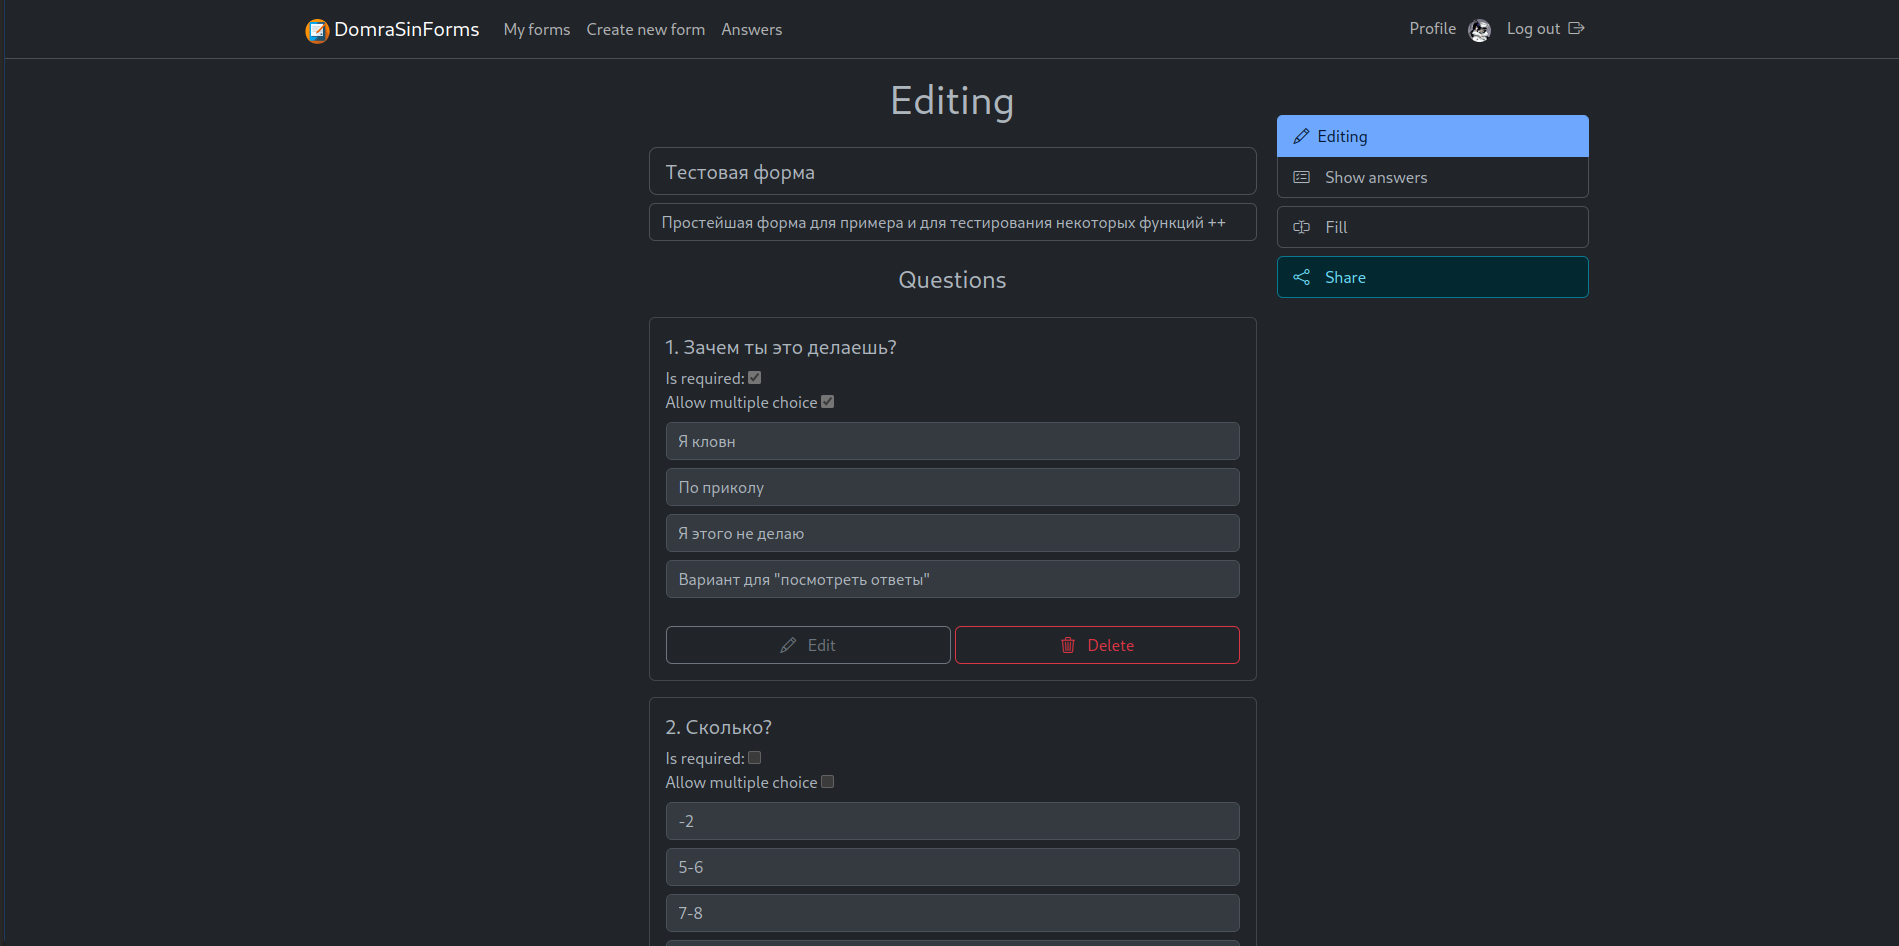 DomraSinForms My forms Create new form Answers Profile Log out
Editing
Тестовая форма
Простейшая форма для примера и для тестирования некоторых функций ++
Questions
1. Зачем ты это делаешь?
Is required:
Allow multiple choice
Я кловн
По приколу
Я этого не делаю
Вариант для "посмотреть ответы"
Edit Delete
2. Сколько?
Is required:
Allow multiple choice
-2
5-6
7-8
Editing
Show answers
Fill
Share